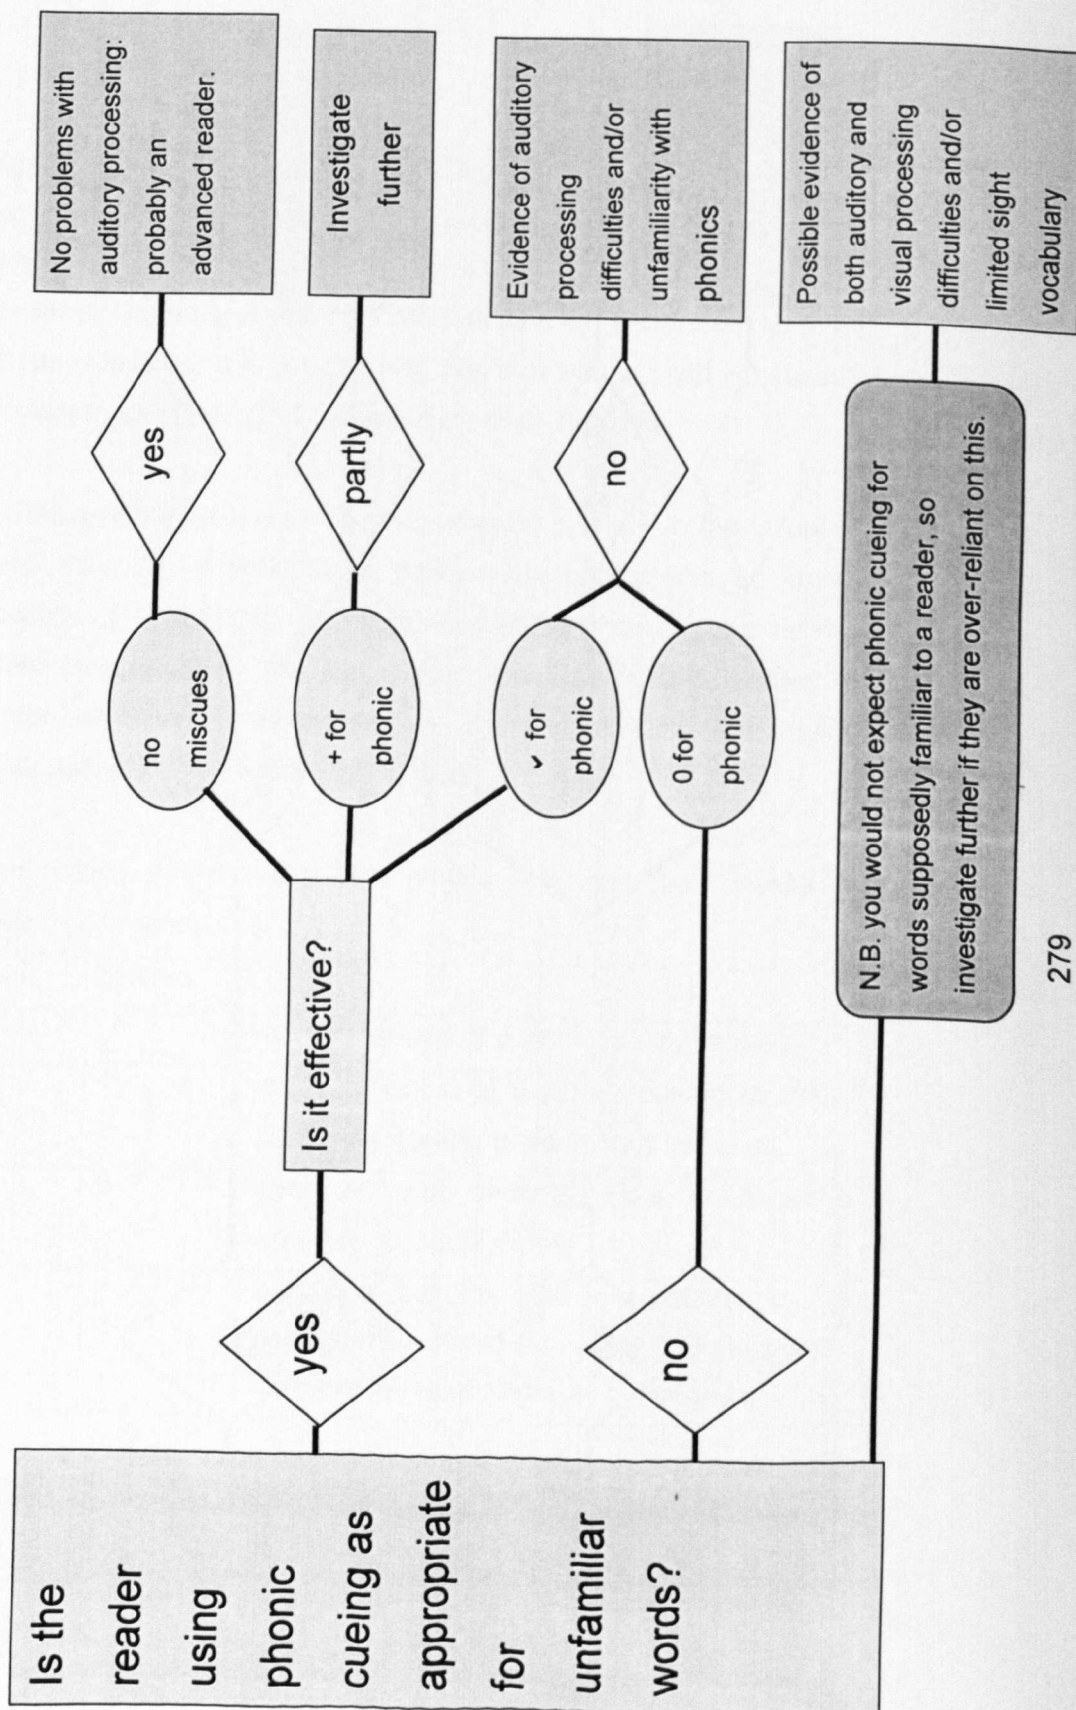 Is the
reader
using
phonic
cueing as
appropriate
for
unfamiliar
words?
yes
no
Is it effective?
no
miscues
+ for
phonic
✓ for
phonic
0 for
phonic
yes
partly
no
No problems with
auditory processing:
probably an
advanced reader.
Investigate
further
Evidence of auditory
processing
difficulties and/or
unfamiliarity with
phonics
N.B. you would not expect phonic cueing for
words supposedly familiar to a reader, so
investigate further if they are over-reliant on this.
Possible evidence of
both auditory and
visual processing
difficulties and/or
limited sight
vocabulary
279